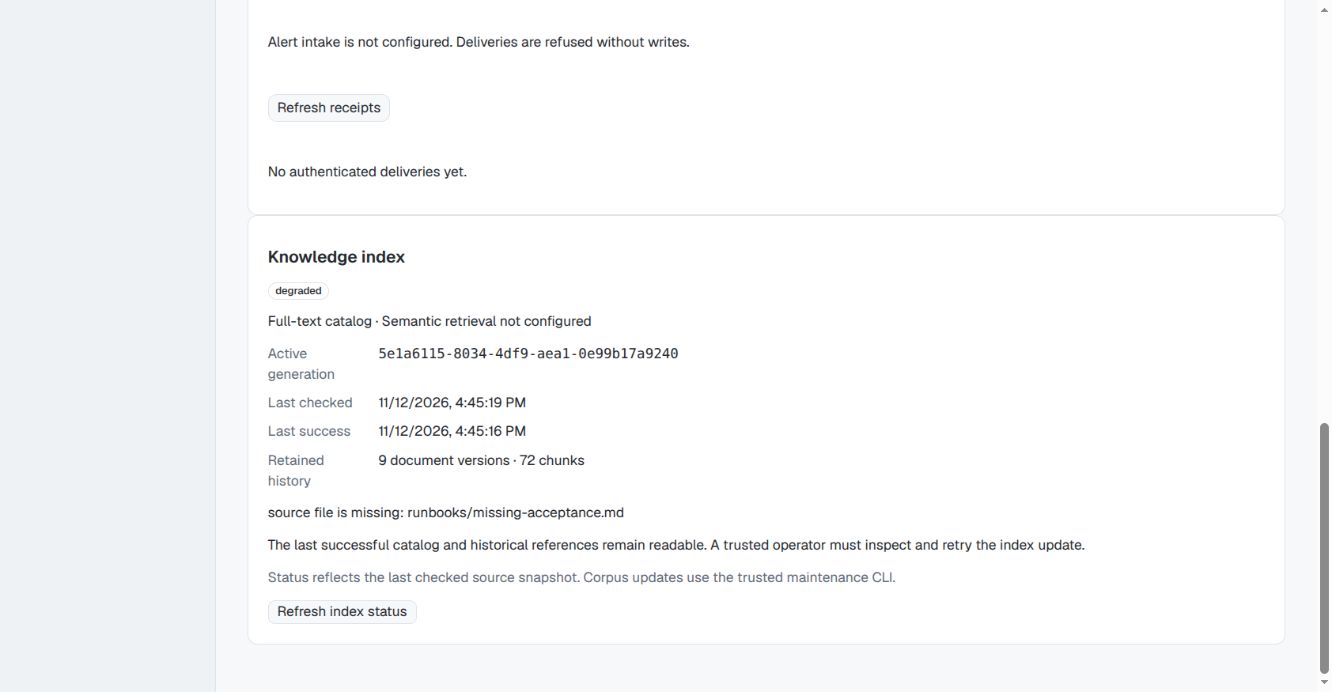 Alert intake is not configured. Deliveries are refused without writes.
Refresh receipts
No authenticated deliveries yet.
Knowledge index
degraded
Full-text catalog · Semantic retrieval not configured
Active generation 5e1a6115-8034-4df9-aea1-0e99b17a9240
Last checked 11/12/2026, 4:45:19 PM
Last success 11/12/2026, 4:45:16 PM
Retained history 9 document versions · 72 chunks
source file is missing: runbooks/missing-acceptance.md
The last successful catalog and historical references remain readable. A trusted operator must inspect and retry the index update.
Status reflects the last checked source snapshot. Corpus updates use the trusted maintenance CLI.
Refresh index status